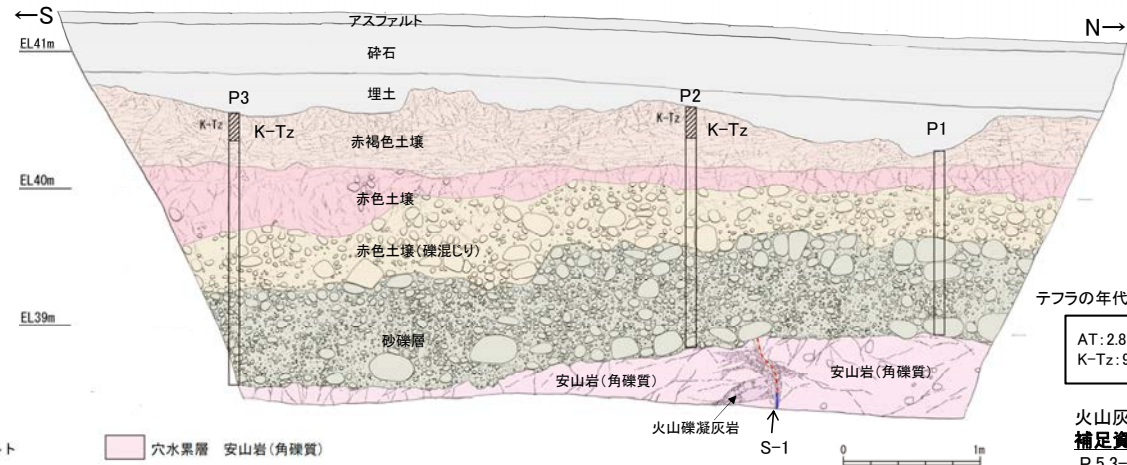 ←S
N→
アスファルト
EL41m
砕石
埋土
P3
P2
P1
K-Tz
K-Tz
K-Tz
K-Tz
赤褐色土壌
EL40m
赤色土壌
赤色土壌(礫混じり)
EL39m
砂礫層
テフラの年代
AT:2.8
K-Tz:9
安山岩(角礫質)
安山岩(角礫質)
火山礫凝灰岩
S-1
火山灰
補足資
P.5.3-
ルト
穴水累層 安山岩(角礫質)
0
1m